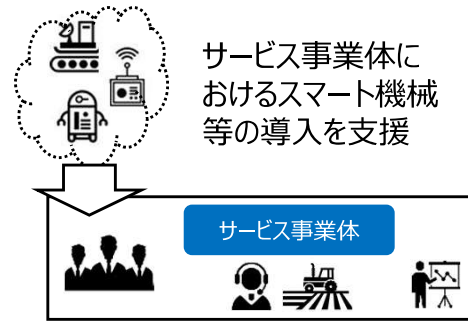 サービス事業体に
おけるスマート機械
等の導入を支援
サービス事業体